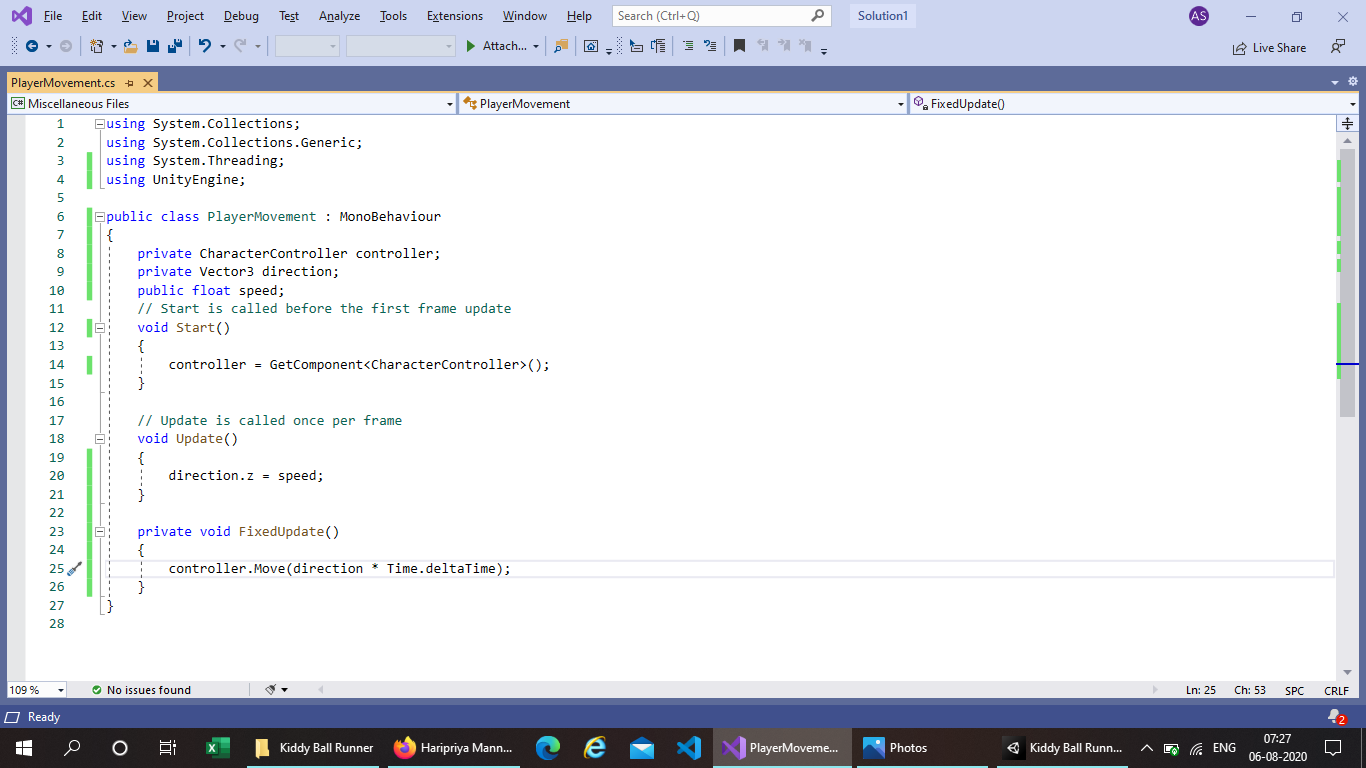 File Edit View Project Debug Test Analyze Tools Extensions Window Help Search (Ctrl+Q) Solution1 AS
Attach... Live Share
PlayerMovement.cs
C# Miscellaneous Files PlayerMovement FixedUpdate()
1 using System.Collections;
2 using System.Collections.Generic;
3 using System.Threading;
4 using UnityEngine;
5
6 public class PlayerMovement : MonoBehaviour
7 {
8 private CharacterController controller;
9 private Vector3 direction;
10 public float speed;
11 // Start is called before the first frame update
12 void Start()
13 {
14 controller = GetComponent<CharacterController>();
15 }
16
17 // Update is called once per frame
18 void Update()
19 {
20 direction.z = speed;
21 }
22
23 private void FixedUpdate()
24 {
25 controller.Move(direction * Time.deltaTime);
26 }
27 }
28
109 % No issues found Ln: 25 Ch: 53 SPC CRLF
Ready 2
Kiddy Ball Runner Haripriya Mann... PlayerMoveme... Photos Kiddy Ball Runn... ENG 07:27
06-08-2020